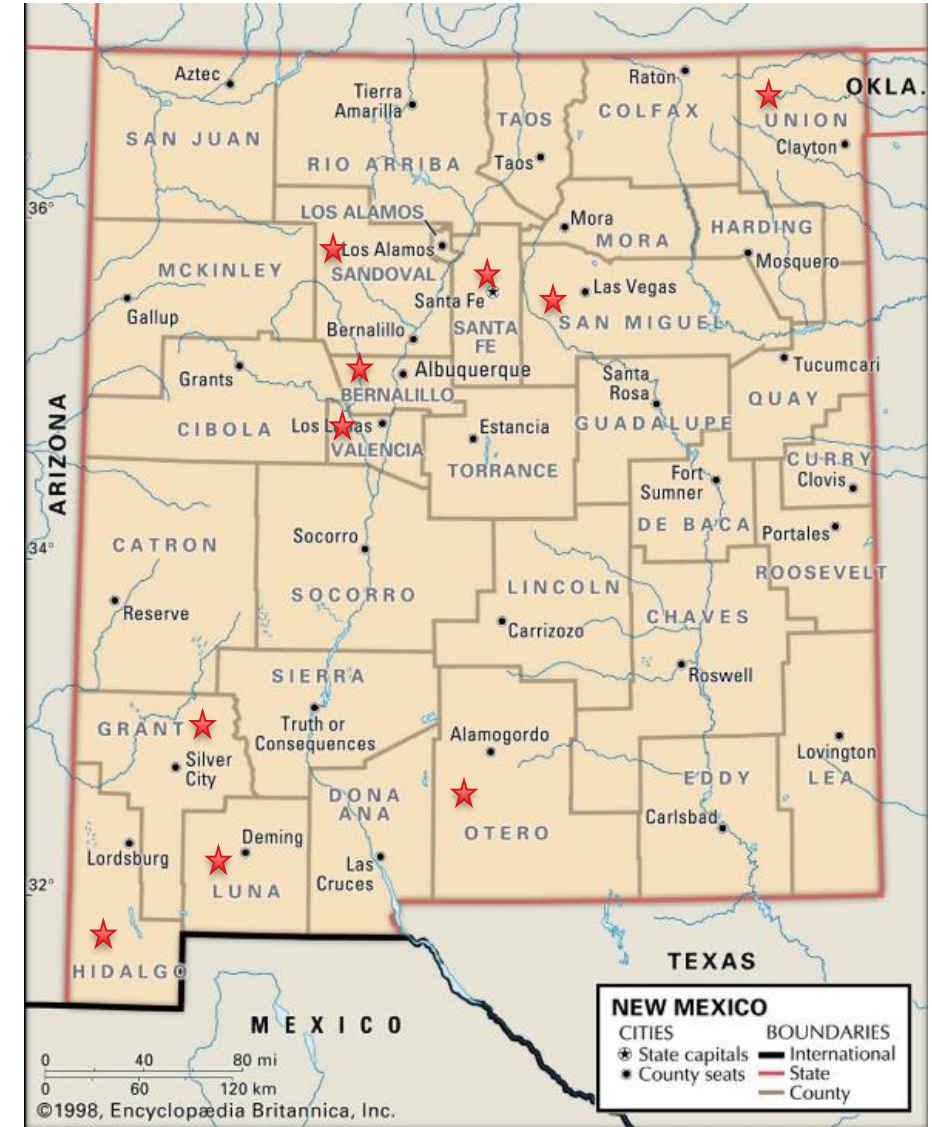 Aztec
Raton
OKLA.
Tierra
Amarilla
COLFAX
TAOS
UNION
SAN JUAN
Clayton
RIO ARRIBA
Taos
36°
LOS ALAMOS
Mora
HARDING
MORA
Los Alamos
MCKINLEY
SANDOVAL
Mosquero
Las Vegas
Santa Fe
Gallup
Bernalillo
SANTA
FE
SAN MIGUEL
Grants
Albuquerque
Tucumcari
Santa
Rosa
BERNALILLO
QUAY
ARIZONA
CIBOLA
Los Lunas
Estancia
GUADALUPE
VALENCIA
TORRANCE
CURRY
Clovis
Fort
Sumner
DE BACA
Portales
34°
CATRON
Socorro
ROOSEVELT
SOCORRO
LINCOLN
Reserve
Carrizozo
CHAVES
SIERRA
Roswell
GRANT
Truth or
Consequences
Alamogordo
Silver
City
Lovington
DONA
ANA
EDDY
LEA
OTERO
Carlsbad
Deming
Lordsburg
Las
Cruces
32°
LUNA
HIDALGO
TEXAS
MEXICO
NEW MEXICO
CITIES
State capitals
County seats
BOUNDARIES
International
State
County
0 40 80 mi
0 60 120 km
©1998, Encyclopædia Britannica, Inc.